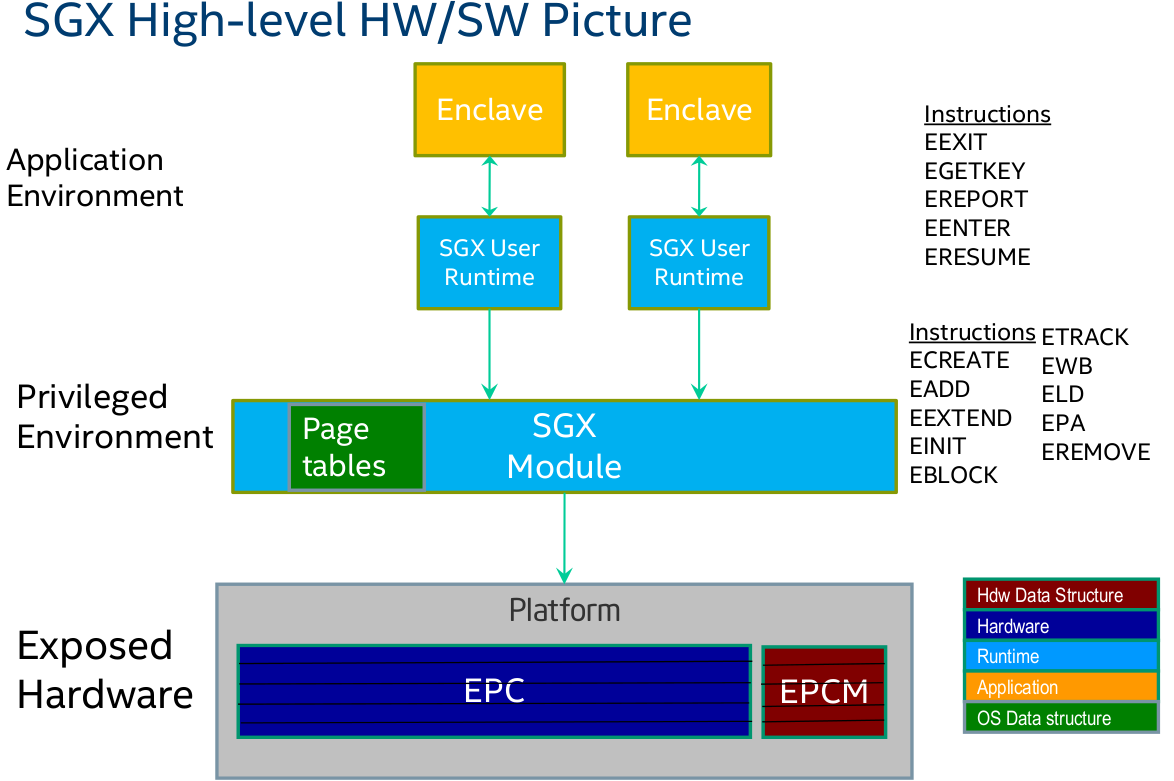 SGX High-level HW/SW Picture
Enclave
Enclave
Application
Environment
SGX User
Runtime
SGX User
Runtime
Instructions
EEXIT
EGETKEY
EREPORT
EENTER
ERESUME
Privileged
Environment
Page
tables
SGX
Module
Instructions
ECREATE
EADD
EEXTEND
EINIT
EBLOCK
ETRACK
EWB
ELD
EPA
EREMOVE
Exposed
Hardware
Platform
EPC
EPCM
Hdw Data Structure
Hardware
Runtime
Application
OS Data structure